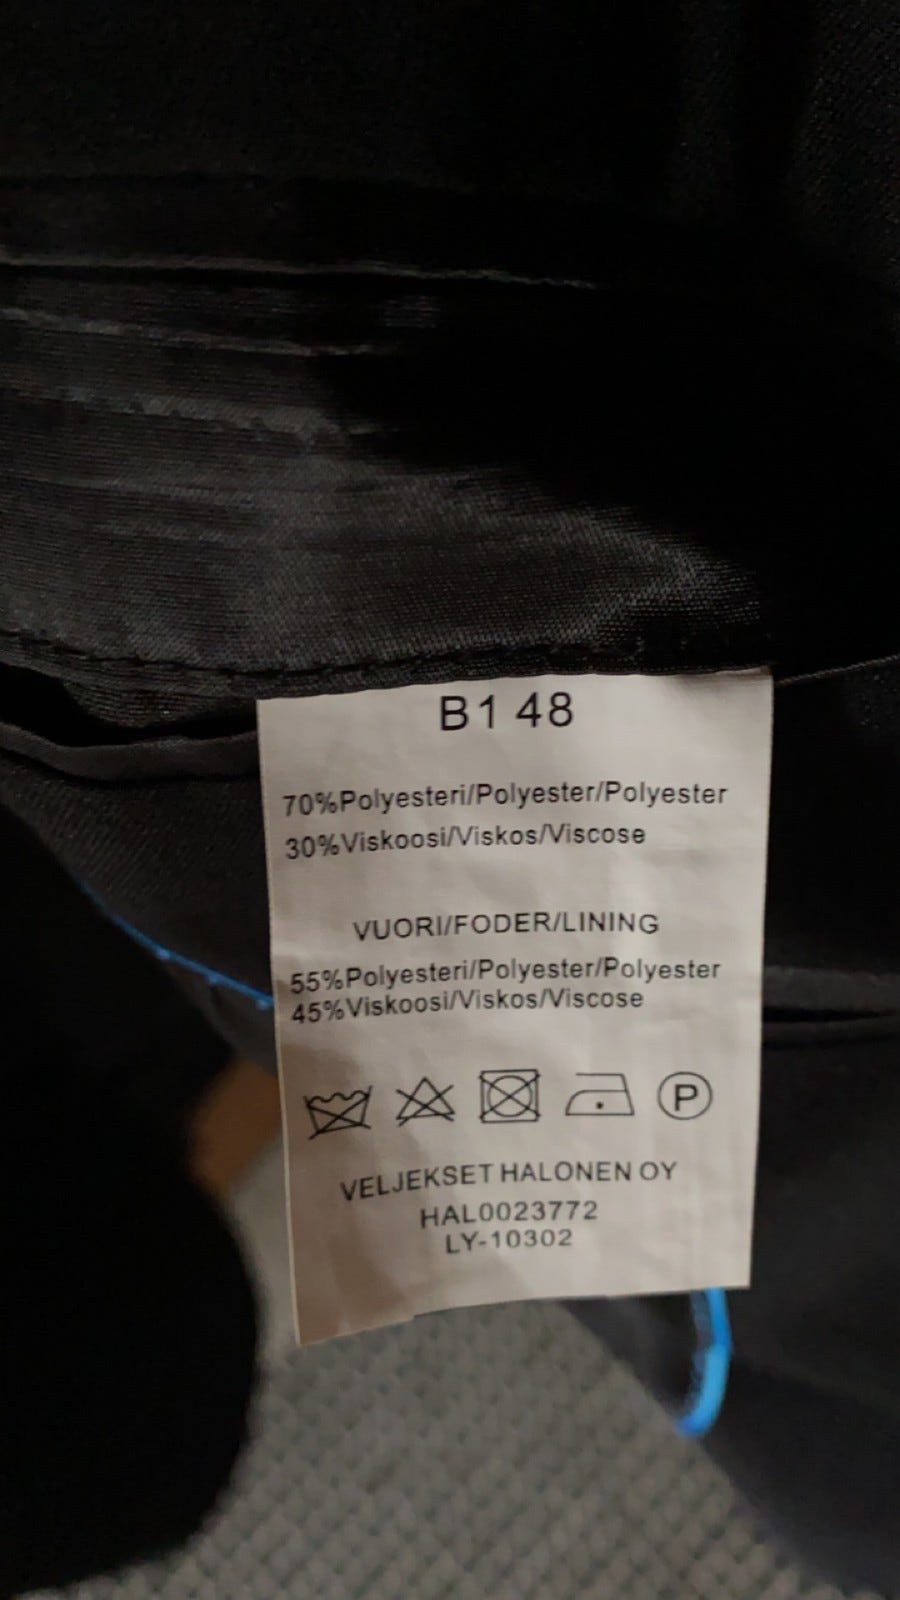 B1 48
70%Polyesteri/Polyester/Polyester
30%Viskoosi/Viskos/Viscose
VUORI/FODER/LINING
55%Polyesteri/Polyester/Polyester
45%Viskoosi/Viskos/Viscose
P
VELJEKSET HALONEN OY
HAL0023772
LY-10302